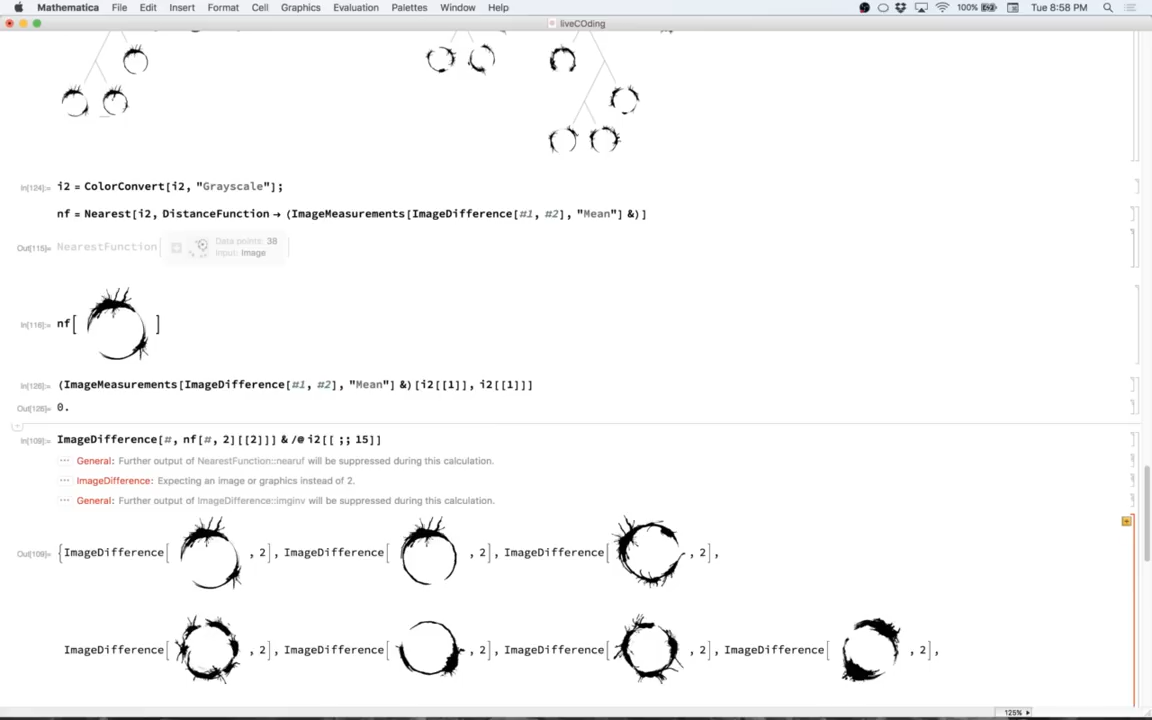 Mathematica File Edit Insert Format Cell Graphics Evaluation Palettes Window Help 100% Tue 8:58 PM
liveCOding
In[124]:= i2 = ColorConvert[i2, "Grayscale"];
nf = Nearest[i2, DistanceFunction → (ImageMeasurements[ImageDifference[#1, #2], "Mean"] &)]
Out[115]= NearestFunction[ Data points: 38
Input: Image ]
In[116]:= nf[ ]
In[126]:= (ImageMeasurements[ImageDifference[#1, #2], "Mean"] &)[i2[[1]], i2[[1]]]
Out[126]= 0.
In[109]:= ImageDifference[#, nf[#, 2][[2]]] & /@ i2[[ ;; 15]]
General: Further output of NearestFunction::nearuf will be suppressed during this calculation.
ImageDifference: Expecting an image or graphics instead of 2.
General: Further output of ImageDifference::imginv will be suppressed during this calculation.
Out[109]= {ImageDifference[ , 2], ImageDifference[ , 2], ImageDifference[ , 2],
ImageDifference[ , 2], ImageDifference[ , 2], ImageDifference[ , 2], ImageDifference[ , 2],
125%